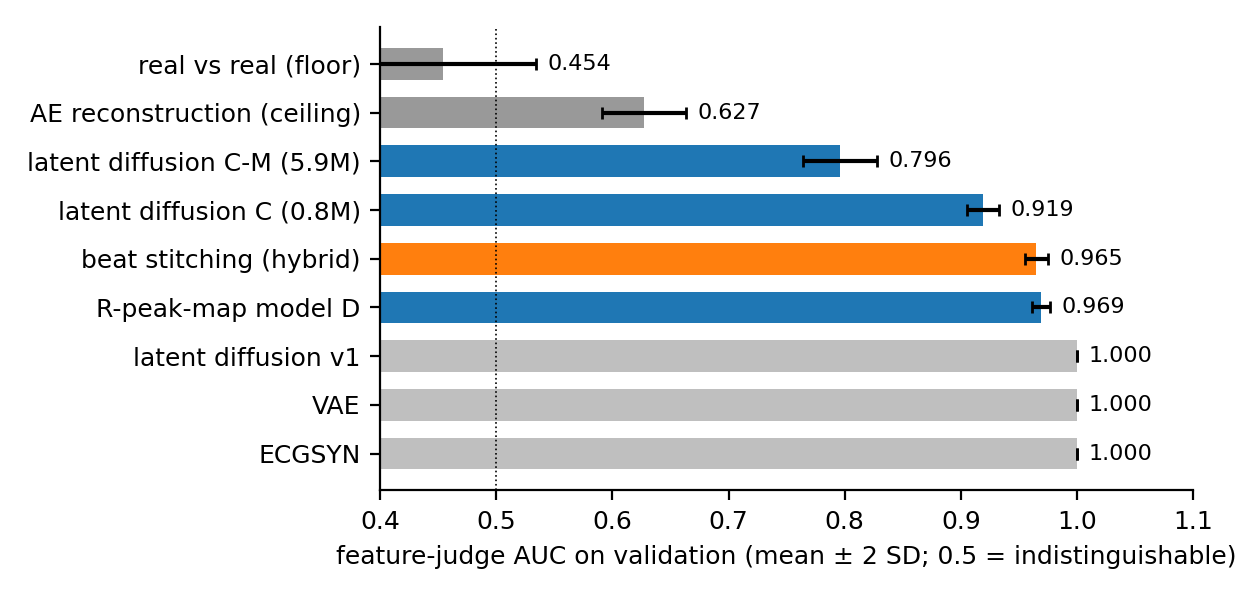 real vs real (floor) 0.454
AE reconstruction (ceiling) 0.627
latent diffusion C-M (5.9M) 0.796
latent diffusion C (0.8M) 0.919
beat stitching (hybrid) 0.965
R-peak-map model D 0.969
latent diffusion v1 1.000
VAE 1.000
ECGSYN 1.000
0.4 0.5 0.6 0.7 0.8 0.9 1.0 1.1
feature-judge AUC on validation (mean ± 2 SD; 0.5 = indistinguishable)